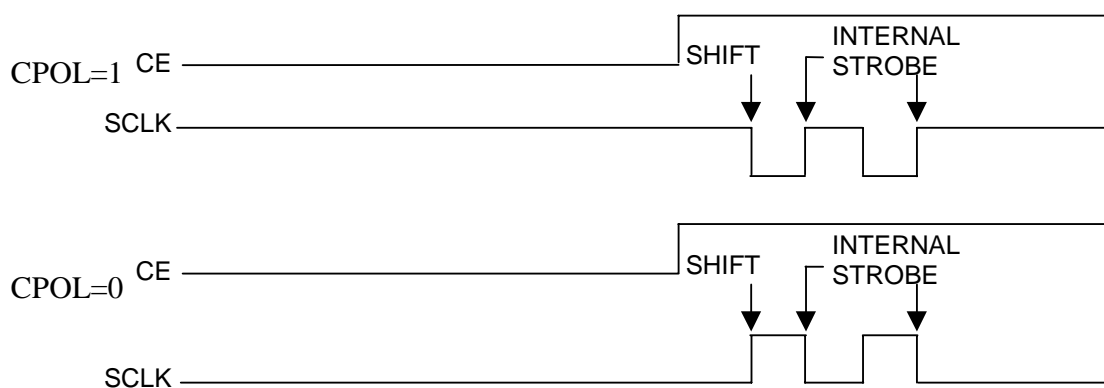 CPOL=1 CE
SHIFT
INTERNAL
STROBE
SCLK
CPOL=0 CE
SHIFT
INTERNAL
STROBE
SCLK